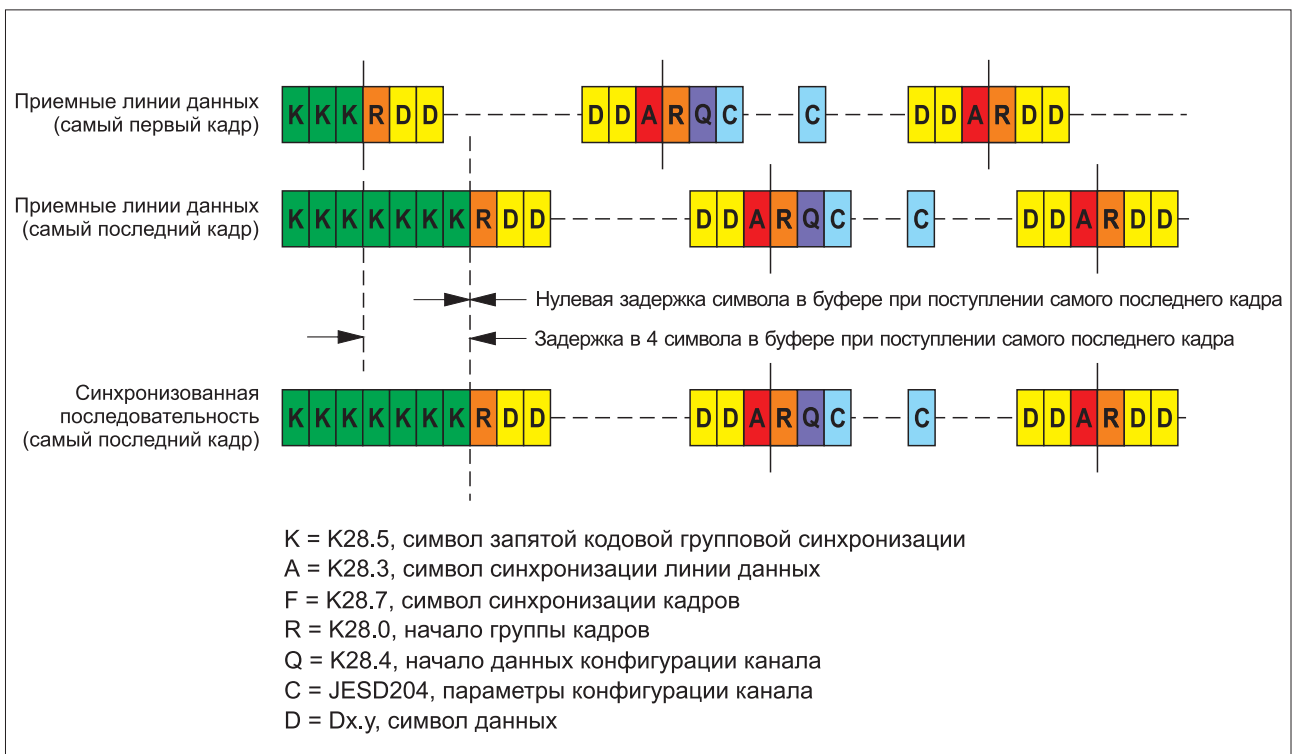 Приемные линии данных
(самый первый кадр)
K K K R D D D D A R Q C C D D A R D D
Приемные линии данных
(самый последний кадр)
K K K K K K K R D D D D A R Q C C D D A R D D
Нулевая задержка символа в буфере при поступлении самого последнего кадра
Задержка в 4 символа в буфере при поступлении самого последнего кадра
Синхронизованная
последовательность
(самый последний кадр)
K K K K K K K R D D D D A R Q C C D D A R D D
K = K28.5, символ запятой кодовой групповой синхронизации
A = K28.3, символ синхронизации линии данных
F = K28.7, символ синхронизации кадров
R = K28.0, начало группы кадров
Q = K28.4, начало данных конфигурации канала
C = JESD204, параметры конфигурации канала
D = Dx.y, символ данных